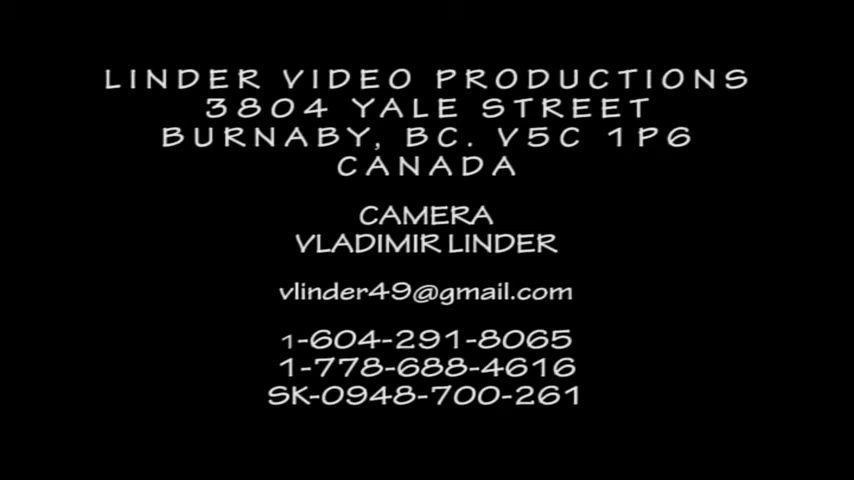 LINDER VIDEO PRODUCTIONS
3804 YALE STREET
BURNABY, BC. V5C 1P6
CANADA
CAMERA
VLADIMIR LINDER
vlinder49@gmail.com
1-604-291-8065
1-778-688-4616
SK-0948-700-261